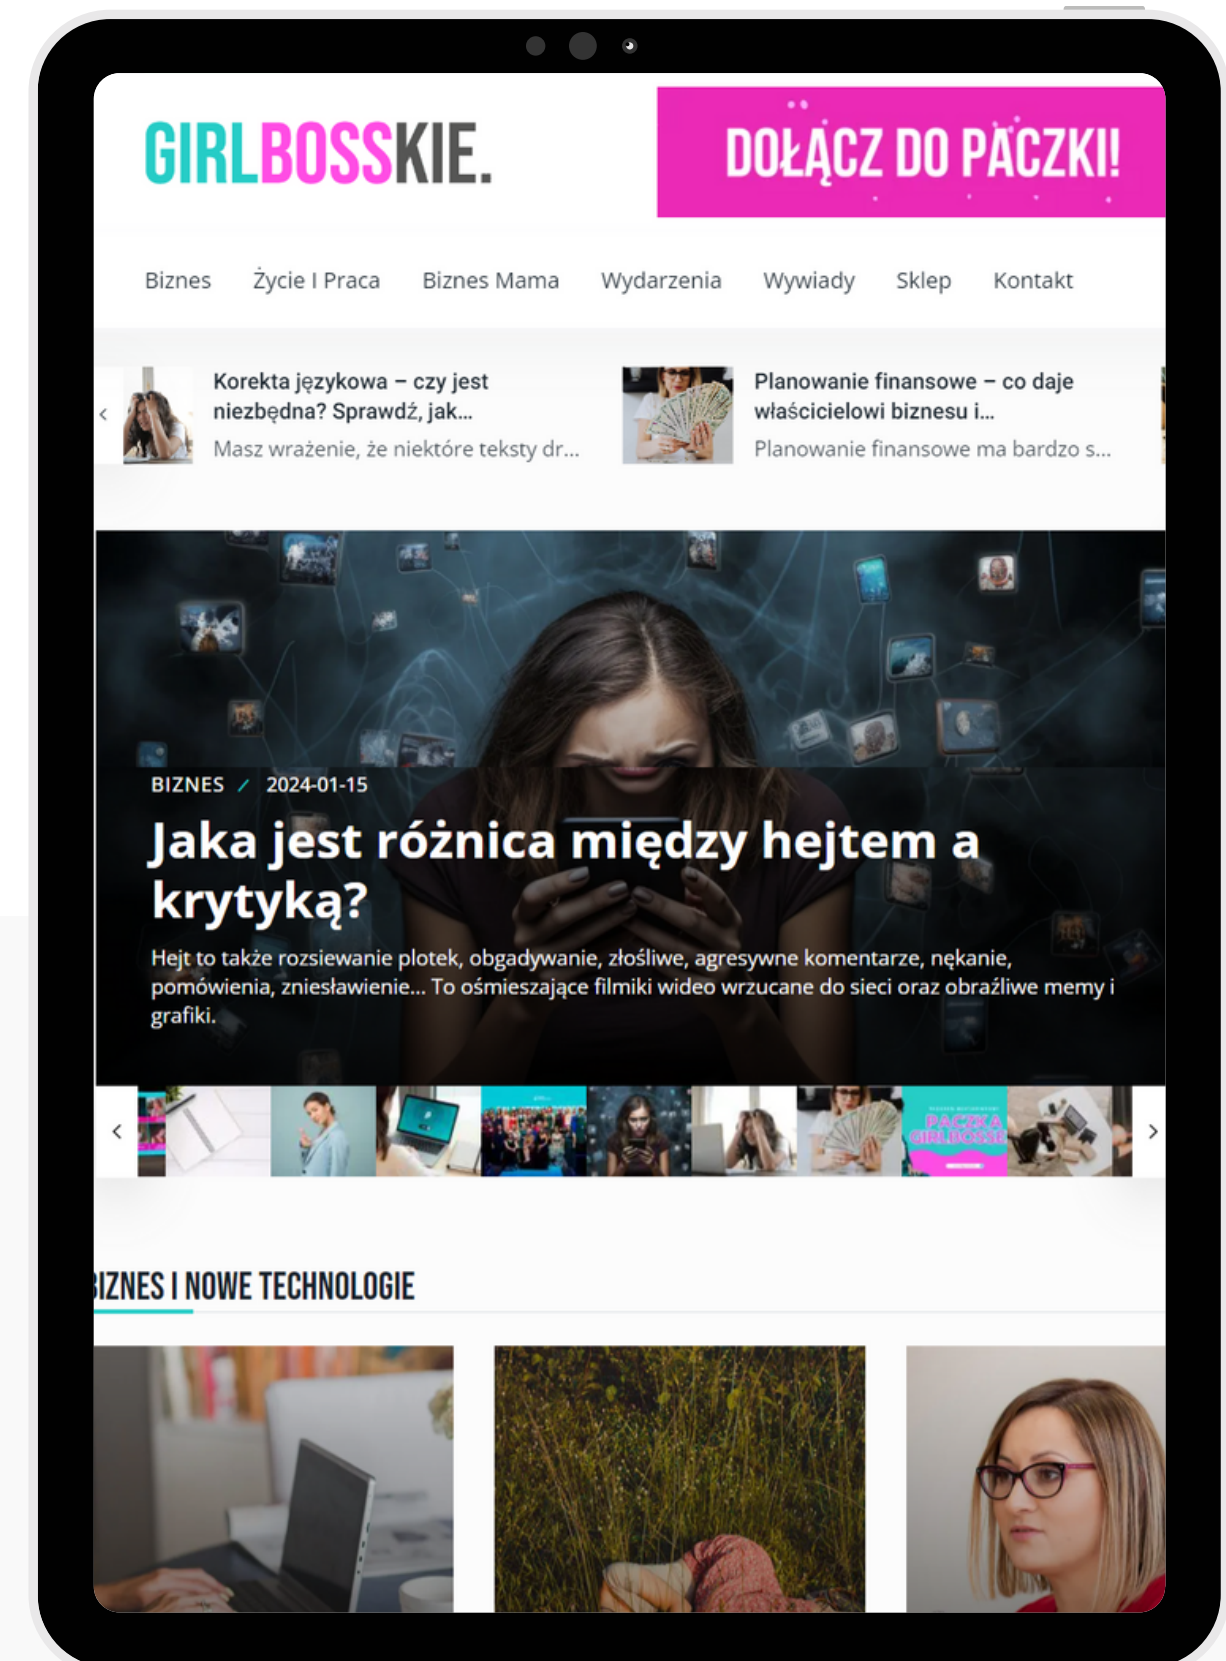 GIRLBOSSKIE.
DOŁĄCZ DO PACZKI!
Biznes Życie I Praca Biznes Mama Wydarzenia Wywiady Sklep Kontakt
Korekta językowa – czy jest
niezbędna? Sprawdź, jak...
Masz wrażenie, że niektóre teksty dr...
Planowanie finansowe – co daje
właścicielowi biznesu i...
Planowanie finansowe ma bardzo s...
BIZNES / 2024-01-15
Jaka jest różnica między hejtem a
krytyką?
Hejt to także rozsiewanie plotek, obgadywanie, złośliwe, agresywne komentarze, nękanie,
pomówienia, zniesławienie... To ośmieszające filmiki wideo wrzucane do sieci oraz obraźliwe memy i
grafiki.
PACZKA
GIRLBOSSK
BIZNES I NOWE TECHNOLOGIE